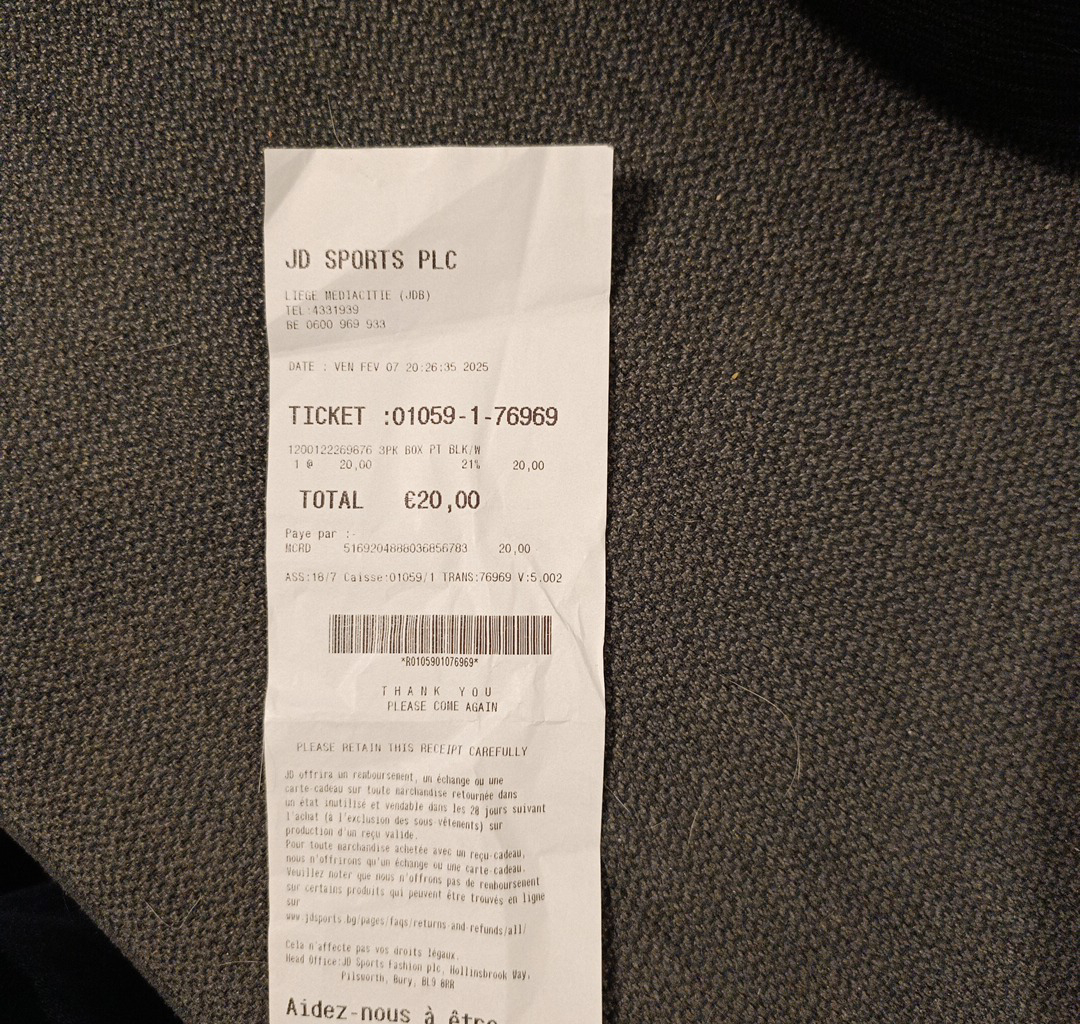 JD SPORTS PLC
LIEGE MEDIACITIE (JDB)
TEL:4331939
BE 0600 969 933
DATE : VEN FEV 07 20:26:35 2025
TICKET :01059-1-76969
1200122269876 3PK BOX PT BLK/W
1 @ 20,00 21% 20,00
TOTAL €20,00
Paye par :-
MCRD 5169204888036856783 20,00
ASS:18/7 Caisse:01059/1 TRANS:76969 V:5.002
*R0105901076969*
THANK YOU
PLEASE COME AGAIN
PLEASE RETAIN THIS RECEIPT CAREFULLY
JD offrira un remboursement, un échange ou une
carte-cadeau sur toute marchandise retournée dans
un état inutilisé et vendable dans les 28 jours suivant
l'achat (à l'exclusion des sous-vêtements) sur
production d'un reçu valide.
Pour toute marchandise achetée avec un reçu-cadeau,
nous n'offrirons qu'un échange ou une carte-cadeau.
Veuillez noter que nous n'offrons pas de remboursement
sur certains produits qui peuvent être trouvés en ligne
sur
www.jdsports.bg/pages/faqs/returns-and-refunds/all/
Cela n'affecte pas vos droits légaux.
Head Office:JD Sports Fashion plc, Hollinsbrook Way,
Pilsworth, Bury, BL9 8RR
Aidez-nous à être